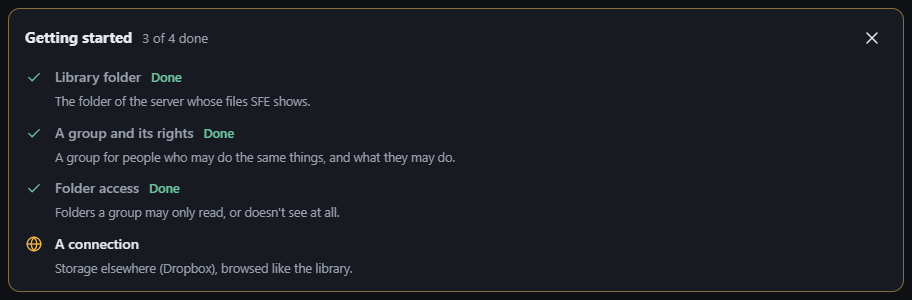 Getting started 3 of 4 done
Library folder Done
The folder of the server whose files SFE shows.
A group and its rights Done
A group for people who may do the same things, and what they may do.
Folder access Done
Folders a group may only read, or doesn't see at all.
A connection
Storage elsewhere (Dropbox), browsed like the library.